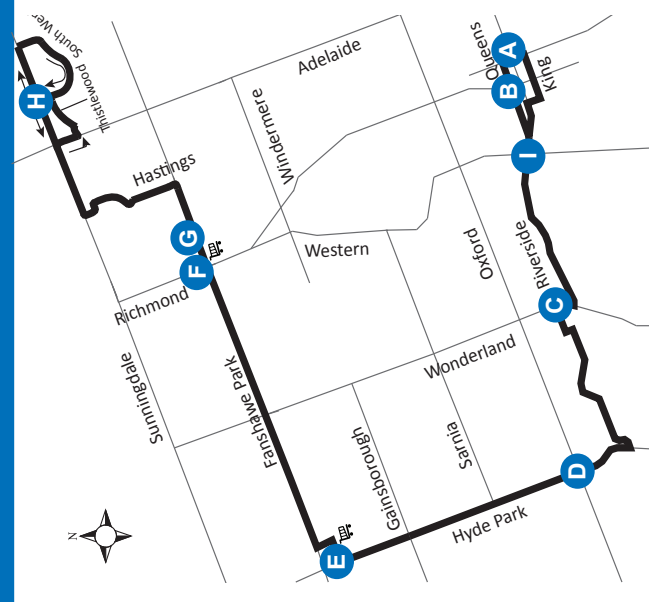 South Wen
Thistlewood
H
Adelaide
Queens
A
B
King
Windermere
Hastings
I
G
F
Western
Richmond
Oxford
Riverside
C
Sunningdale
Fanshawe Park
Wonderland
Gainsborough
Sarnia
D
Hyde Park
N
E